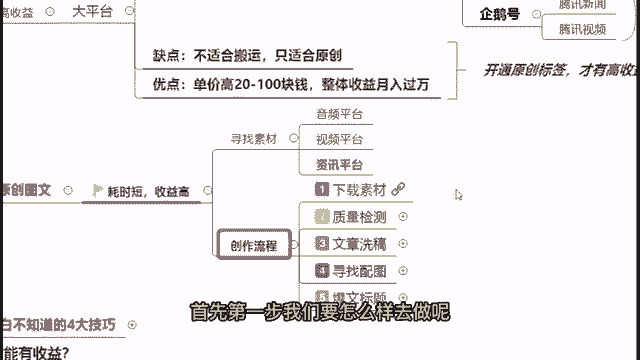 高收益
大平台
企鹅号
腾讯新闻
腾讯视频
缺点：不适合搬运，只适合原创
优点：单价高20-100块钱，整体收益月入过万
开通原创标签，才有高收益
音频平台
寻找素材
视频平台
资讯平台
原创图文
耗时短，收益高
1 下载素材
2 质量检测
创作流程
3 文章洗稿
4 寻找配图
5 爆文标题
首先第一步我们要怎么样去做呢
白不知道的4大技巧
能有收益？